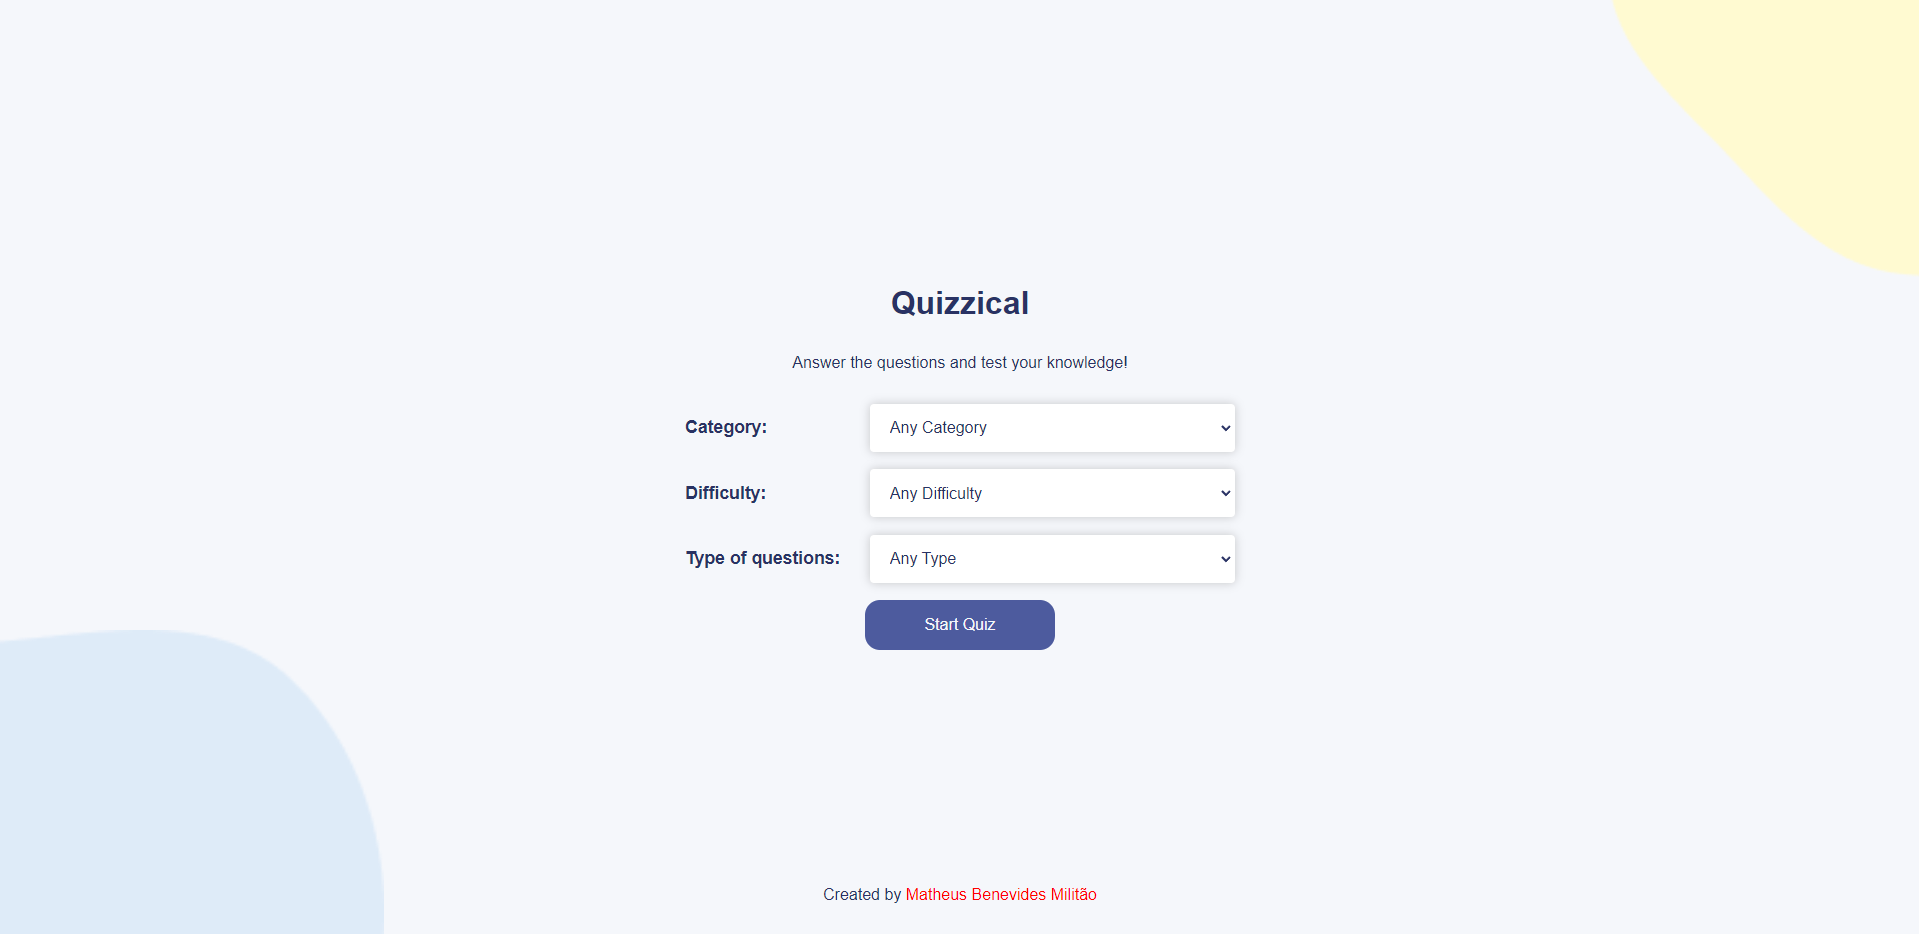 Quizzical
Answer the questions and test your knowledge!
Category: Any Category
Difficulty: Any Difficulty
Type of questions: Any Type
Start Quiz
Created by Matheus Benevides Militão